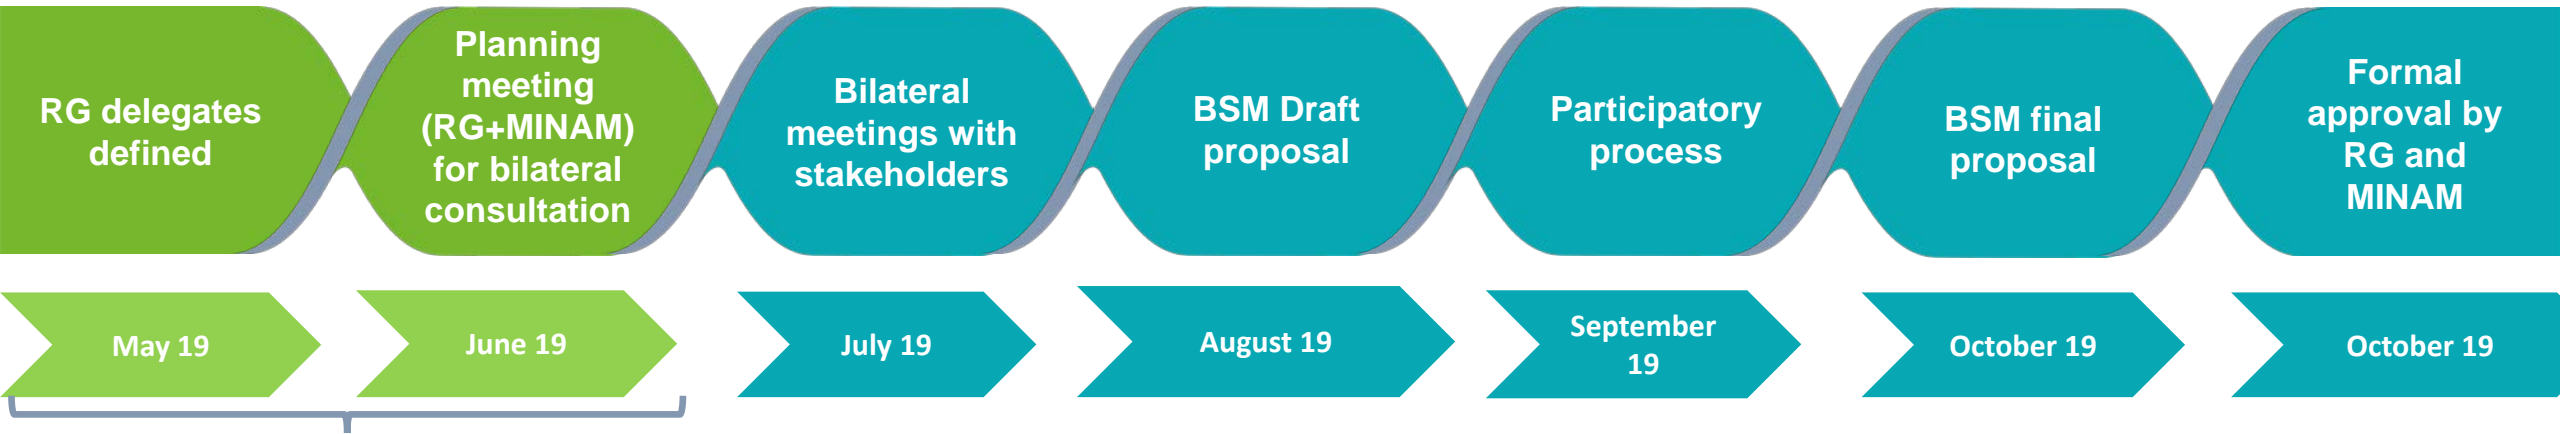 RG delegates
defined
Planning
meeting
(RG+MINAM)
for bilateral
consultation
Bilateral
meetings with
stakeholders
BSM Draft
proposal
Participatory
process
BSM final
proposal
Formal
approval by
RG and
MINAM
May 19
June 19
July 19
August 19
September
19
October 19
October 19